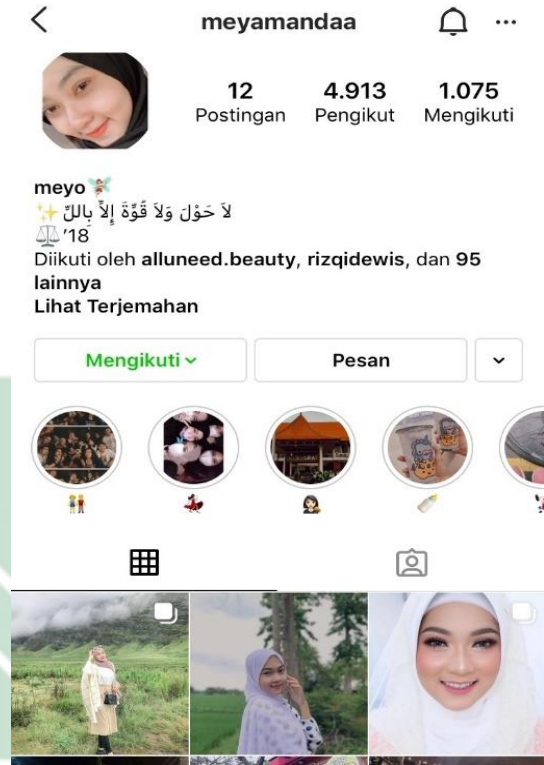 meyamandaa
12 4.913 1.075
Postingan Pengikut Mengikuti
meyo 🧚
لاَ حَوْلَ وَلاَ قُوَّةَ إِلاَّ بِاللّ ✨
⚖️'18
Diikuti oleh alluneed.beauty, rizqidewis, dan 95
lainnya
Lihat Terjemahan
Mengikuti Pesan